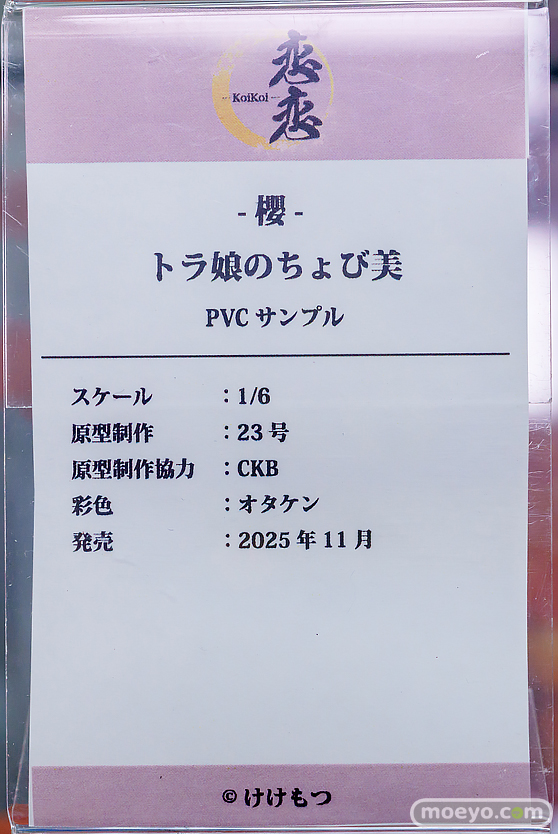 恋
KoiKoi
恋
- 櫻 -
トラ娘のちょび美
PVC サンプル
スケール : 1/6
原型制作 : 23 号
原型制作協力 : CKB
彩色 : オタケン
発売 : 2025 年 11 月
© けけもつ
moeyo.com